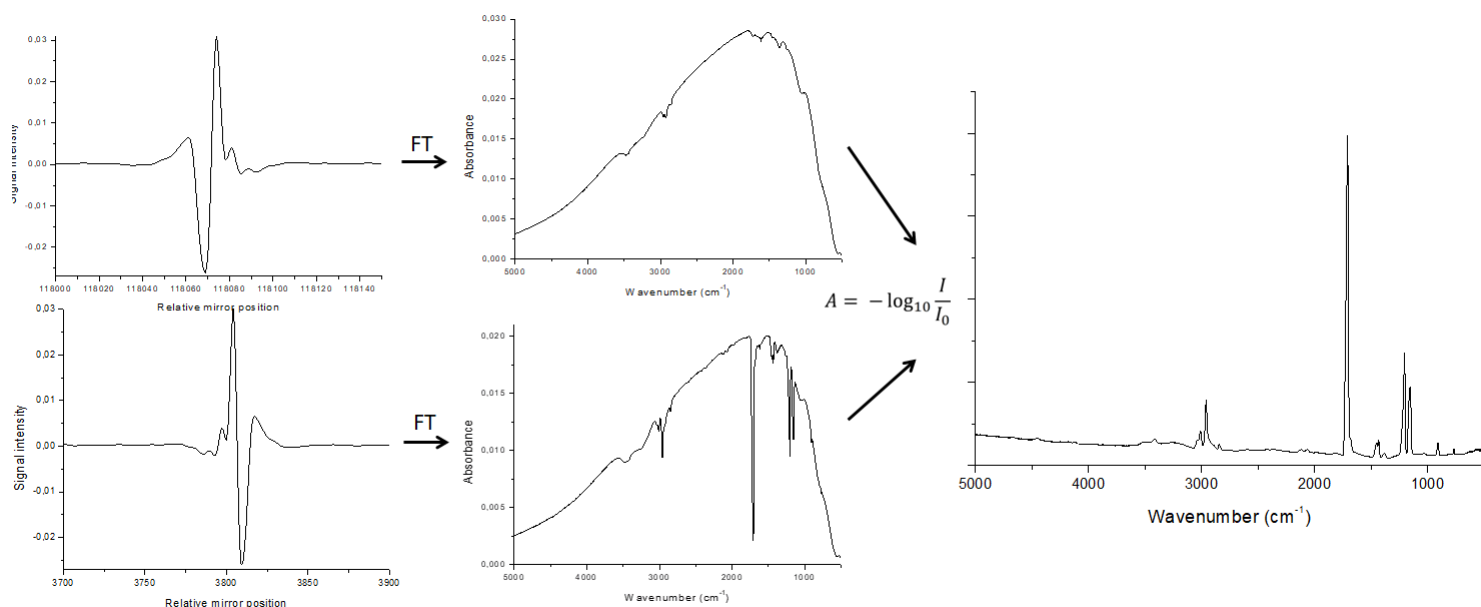 0,03
0,02
0,01
0,00
-0,01
-0,02
118000 118020 118040 118060 118080 118100 118120 118140
Relative mirror position
FT
Absorbance
0,030
0,025
0,020
0,015
0,010
0,005
0,000
5000 4000 3000 2000 1000
Wavenumber (cm⁻¹)
Signal intensity
0,03
0,02
0,01
0,00
-0,01
-0,02
3700 3750 3800 3850 3900
Relative mirror position
FT
Absorbance
0,020
0,015
0,010
0,005
0,000
5000 4000 3000 2000 1000
Wavenumber (cm⁻¹)
A = −log₁₀ I/I₀
5000 4000 3000 2000 1000
Wavenumber (cm⁻¹)